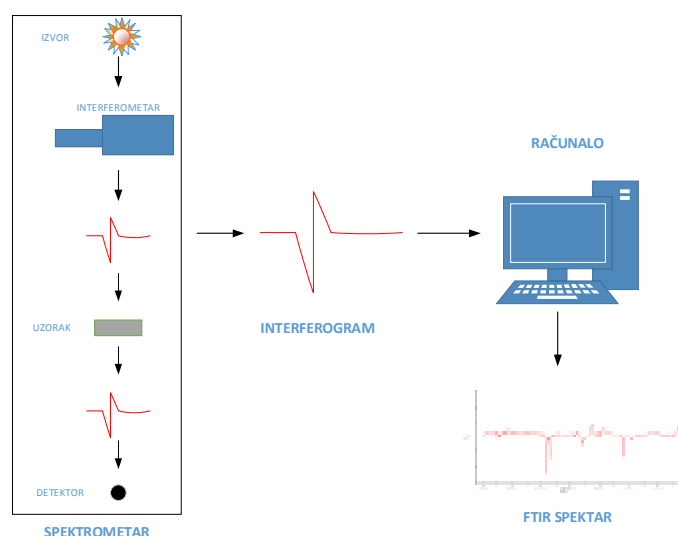 IZVOR
INTERFEROMETAR
UZORAK
DETEKTOR
SPEKTROMETAR
INTERFEROGRAM
RAČUNALO
FTIR SPEKTAR